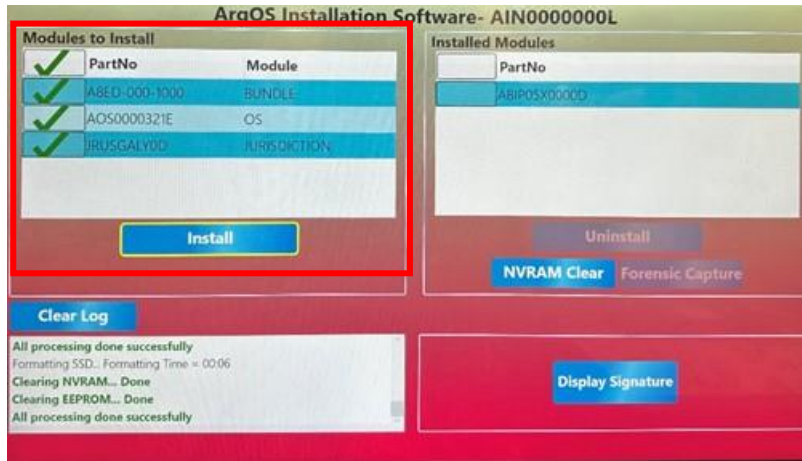 ArgOS Installation Software- AIN0000000L
Modules to Install
PartNo Module
A8ED-000-1000 BUNDLE
AOS0000321E OS
JRUSGALY0D JURISDICTION
Install
Installed Modules
PartNo
ABIP05X0000D
Uninstall
NVRAM Clear Forensic Capture
Clear Log
All processing done successfully
Formatting SSD... Formatting Time = 00:06
Clearing NVRAM... Done
Clearing EEPROM... Done
All processing done successfully
Display Signature